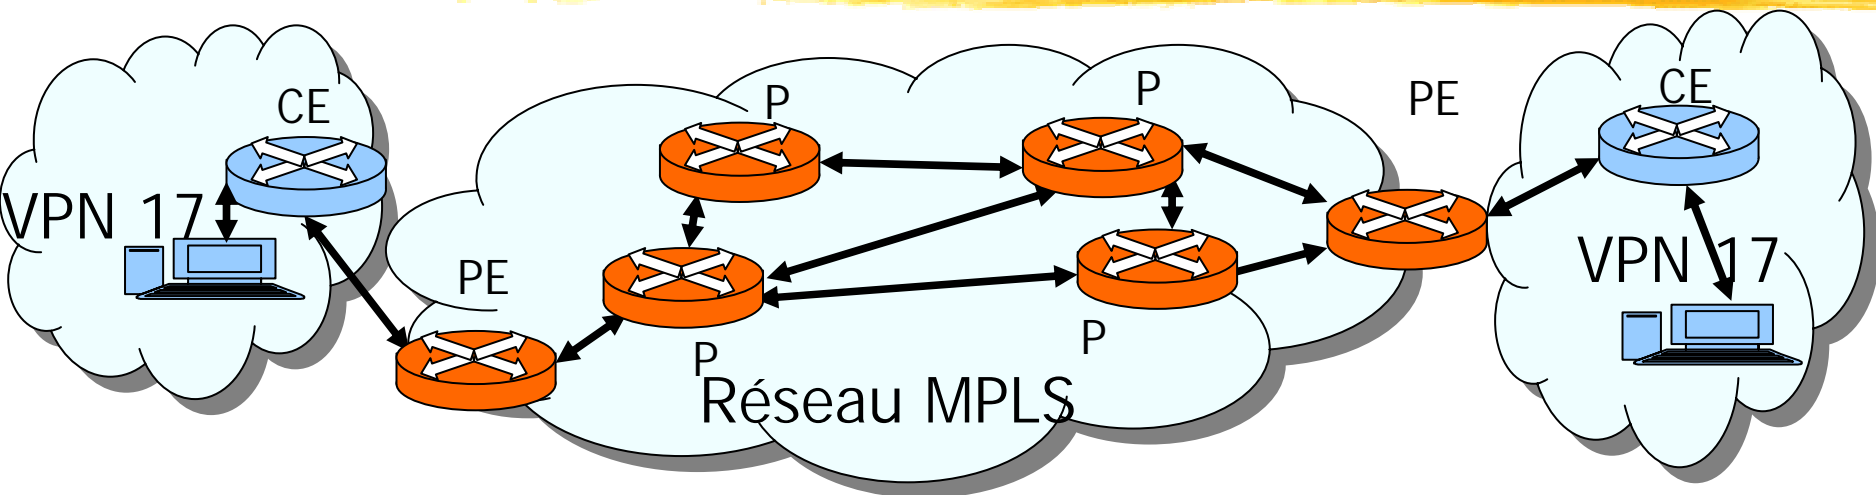 CE
VPN 17
PE
P
P
P
P
Réseau MPLS
PE
CE
VPN 17